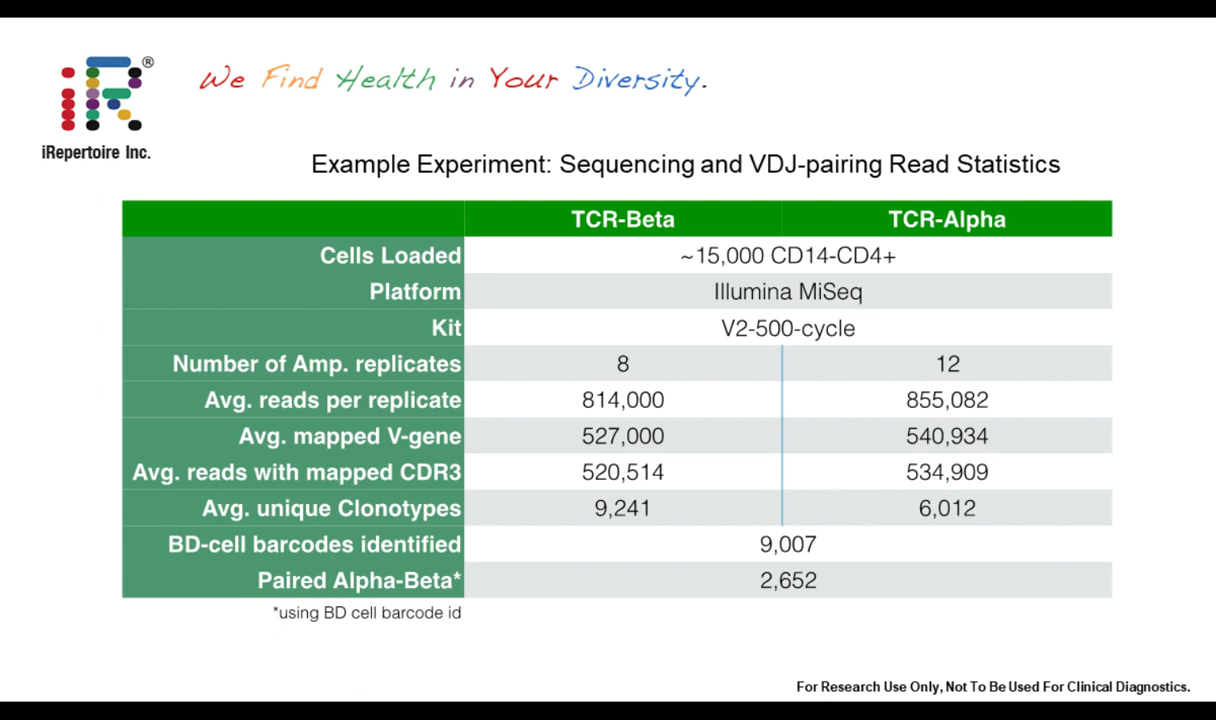 iR®
We Find Health in Your Diversity.
iRepertoire Inc.
Example Experiment: Sequencing and VDJ-pairing Read Statistics
TCR-Beta TCR-Alpha
Cells Loaded ~15,000 CD14-CD4+
Platform Illumina MiSeq
Kit V2-500-cycle
Number of Amp. replicates 8 12
Avg. reads per replicate 814,000 855,082
Avg. mapped V-gene 527,000 540,934
Avg. reads with mapped CDR3 520,514 534,909
Avg. unique Clonotypes 9,241 6,012
BD-cell barcodes identified 9,007
Paired Alpha-Beta* 2,652
*using BD cell barcode id
For Research Use Only, Not To Be Used For Clinical Diagnostics.